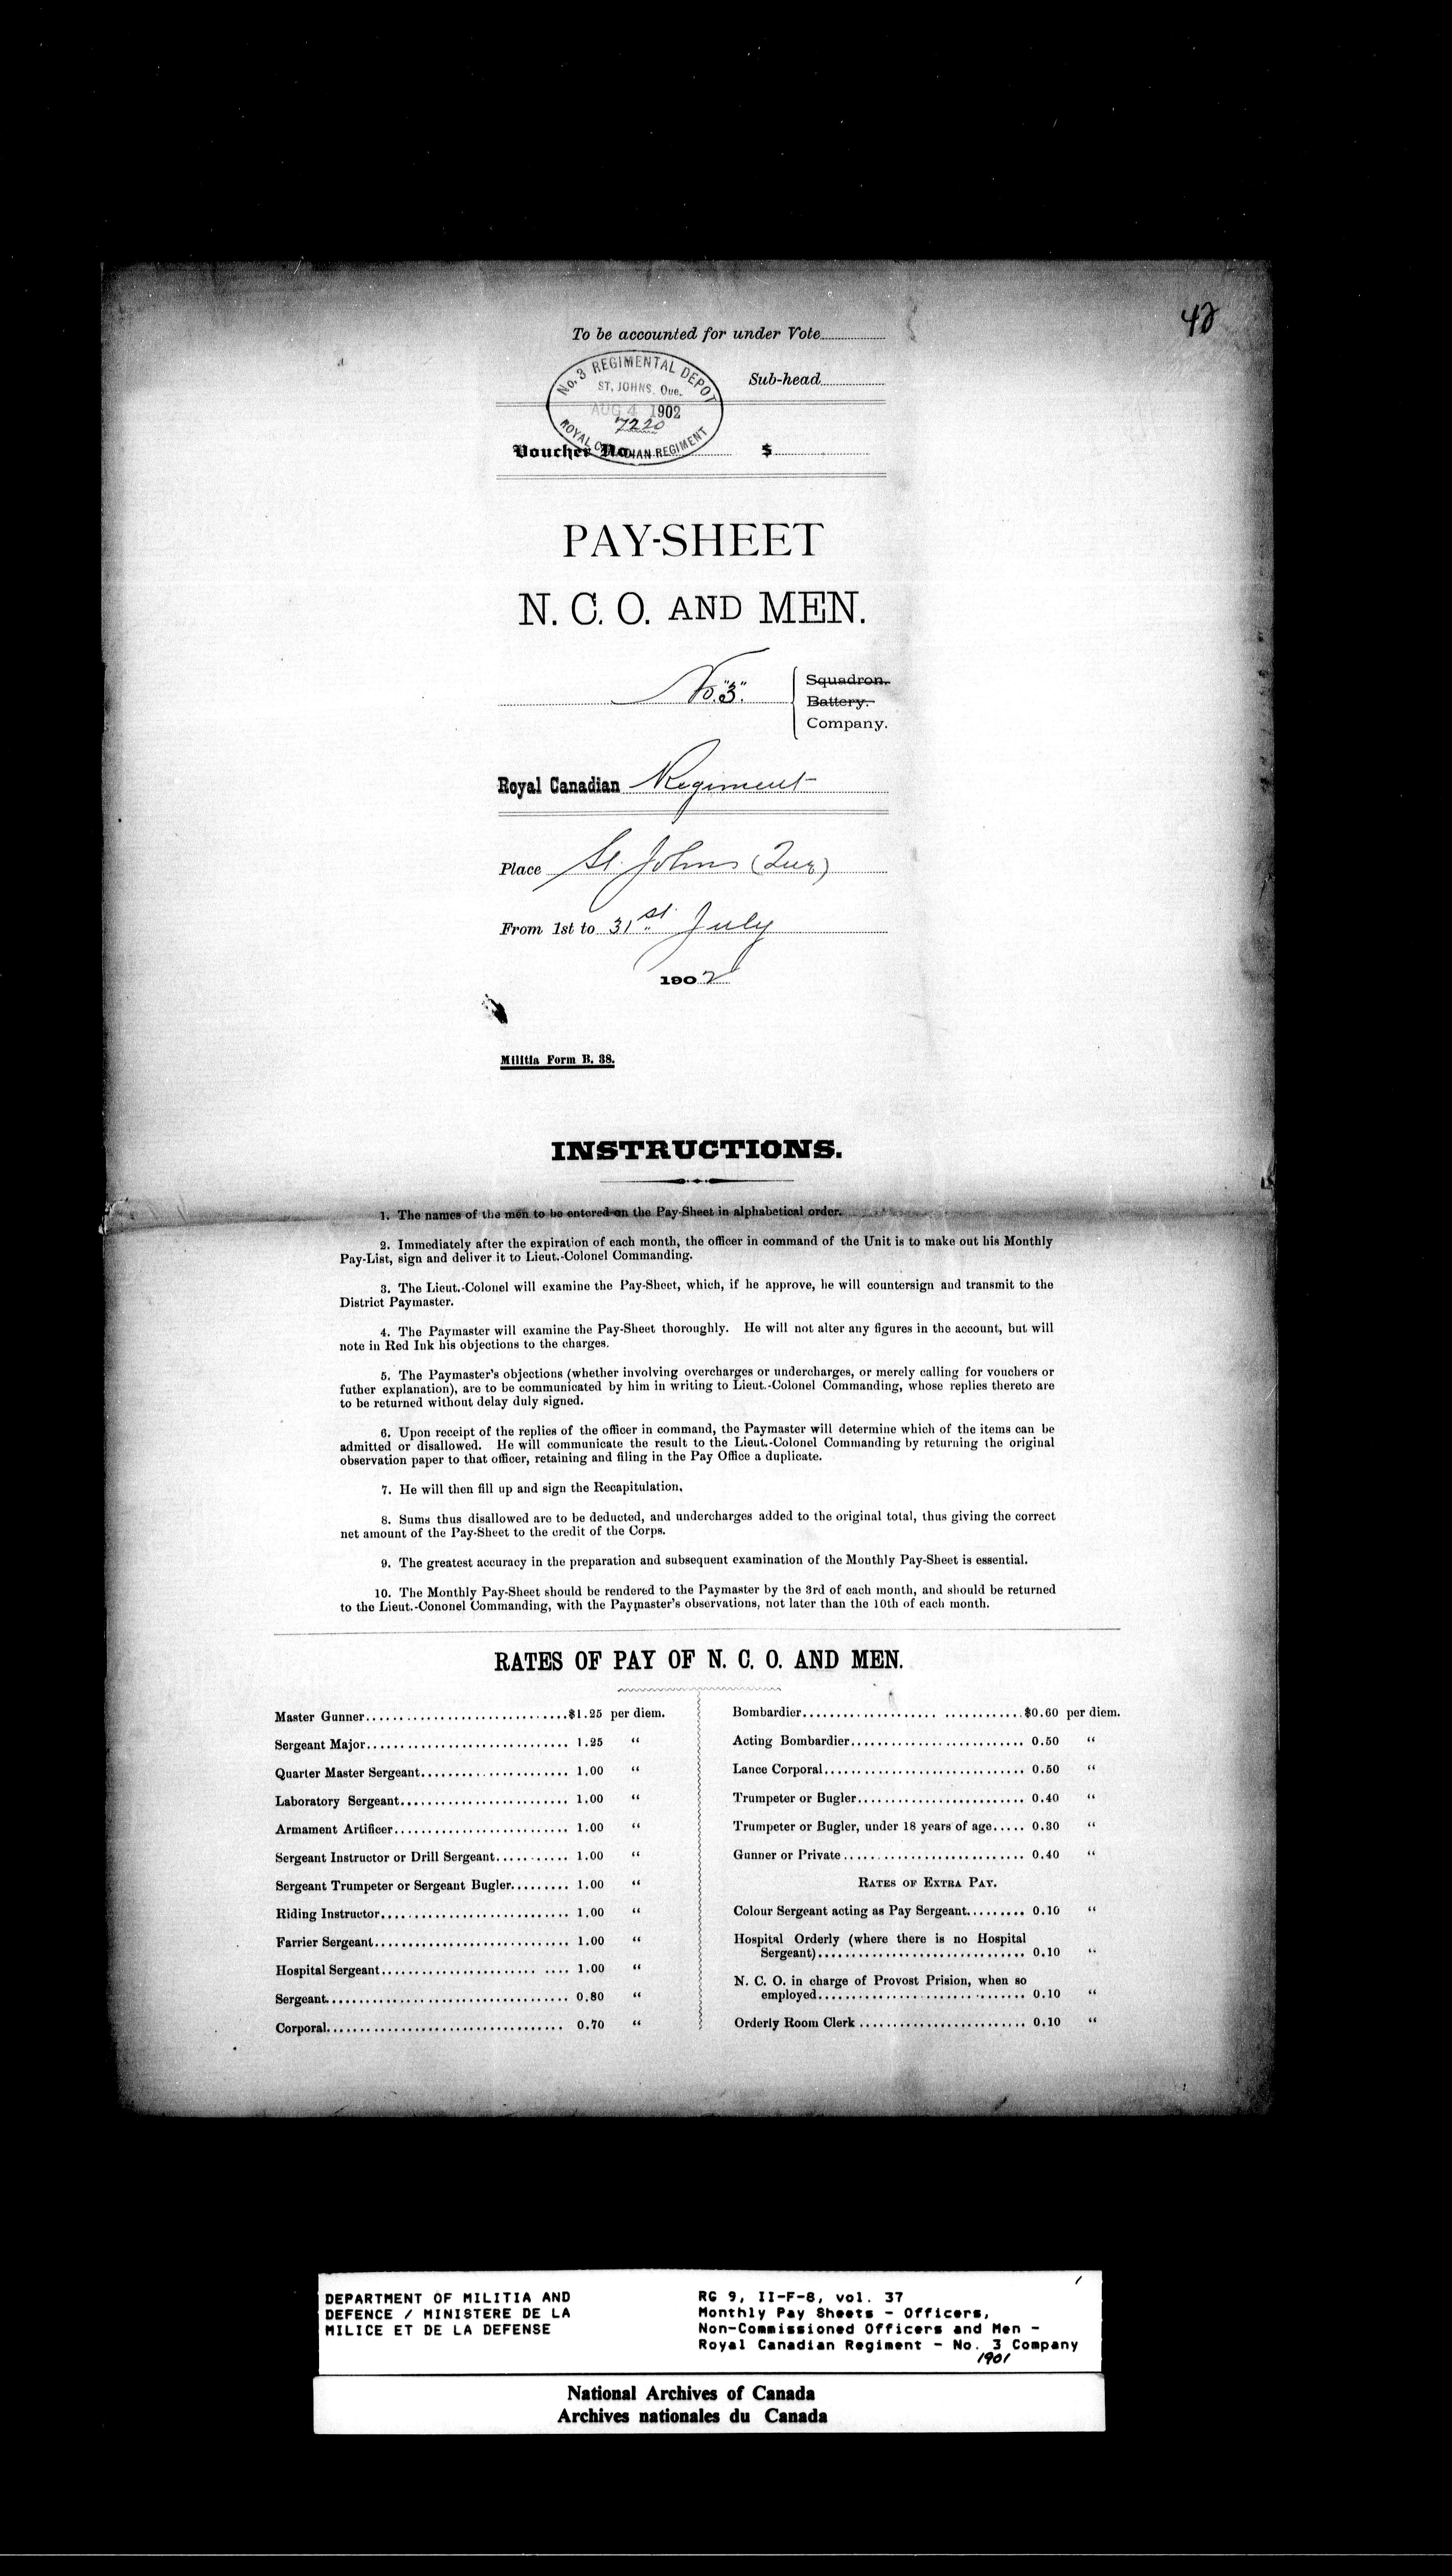 42
To be accounted for under Vote
Sub-head
No. 3 REGIMENTAL DEPOT
ST. JOHNS, Que.
AUG 4 1902
7220
ROYAL CANADIAN REGIMENT
Voucher No. $
PAY-SHEET
N. C. O. AND MEN.
No. "3".
Squadron.
Battery.
Company.
Royal Canadian Regiment
Place St. Johns (Que)
From 1st to 31st July
1902
Militia Form B. 38.
INSTRUCTIONS.
1. The names of the men to be entered on the Pay-Sheet in alphabetical order.
2. Immediately after the expiration of each month, the officer in command of the Unit is to make out his Monthly
Pay-List, sign and deliver it to Lieut.-Colonel Commanding.
3. The Lieut.-Colonel will examine the Pay-Sheet, which, if he approve, he will countersign and transmit to the
District Paymaster.
4. The Paymaster will examine the Pay-Sheet thoroughly. He will not alter any figures in the account, but will
note in Red Ink his objections to the charges.
5. The Paymaster's objections (whether involving overcharges or undercharges, or merely calling for vouchers or
futher explanation), are to be communicated by him in writing to Lieut.-Colonel Commanding, whose replies thereto are
to be returned without delay duly signed.
6. Upon receipt of the replies of the officer in command, the Paymaster will determine which of the items can be
admitted or disallowed. He will communicate the result to the Lieut.-Colonel Commanding by returning the original
observation paper to that officer, retaining and filing in the Pay Office a duplicate.
7. He will then fill up and sign the Recapitulation.
8. Sums thus disallowed are to be deducted, and undercharges added to the original total, thus giving the correct
net amount of the Pay-Sheet to the credit of the Corps.
9. The greatest accuracy in the preparation and subsequent examination of the Monthly Pay-Sheet is essential.
10. The Monthly Pay-Sheet should be rendered to the Paymaster by the 3rd of each month, and should be returned
to the Lieut.-Cononel Commanding, with the Paymaster's observations, not later than the 10th of each month.
RATES OF PAY OF N. C. O. AND MEN.
Master Gunner $1.25 per diem.
Sergeant Major 1.25 "
Quarter Master Sergeant 1.00 "
Laboratory Sergeant 1.00 "
Armament Artificer 1.00 "
Sergeant Instructor or Drill Sergeant 1.00 "
Sergeant Trumpeter or Sergeant Bugler 1.00 "
Riding Instructor 1.00 "
Farrier Sergeant 1.00 "
Hospital Sergeant 1.00 "
Sergeant 0.80 "
Corporal 0.70 "
Bombardier $0.60 per diem.
Acting Bombardier 0.50 "
Lance Corporal 0.50 "
Trumpeter or Bugler 0.40 "
Trumpeter or Bugler, under 18 years of age 0.30 "
Gunner or Private 0.40 "
RATES OF EXTRA PAY.
Colour Sergeant acting as Pay Sergeant 0.10 "
Hospital Orderly (where there is no Hospital
Sergeant) 0.10 "
N. C. O. in charge of Provost Prision, when so
employed 0.10 "
Orderly Room Clerk 0.10 "
DEPARTMENT OF MILITIA AND
DEFENCE / MINISTERE DE LA
MILICE ET DE LA DEFENSE
RG 9, II-F-8, vol. 37
Monthly Pay Sheets - Officers,
Non-Commissioned Officers and Men -
Royal Canadian Regiment - No. 3 Company
1901
National Archives of Canada
Archives nationales du Canada